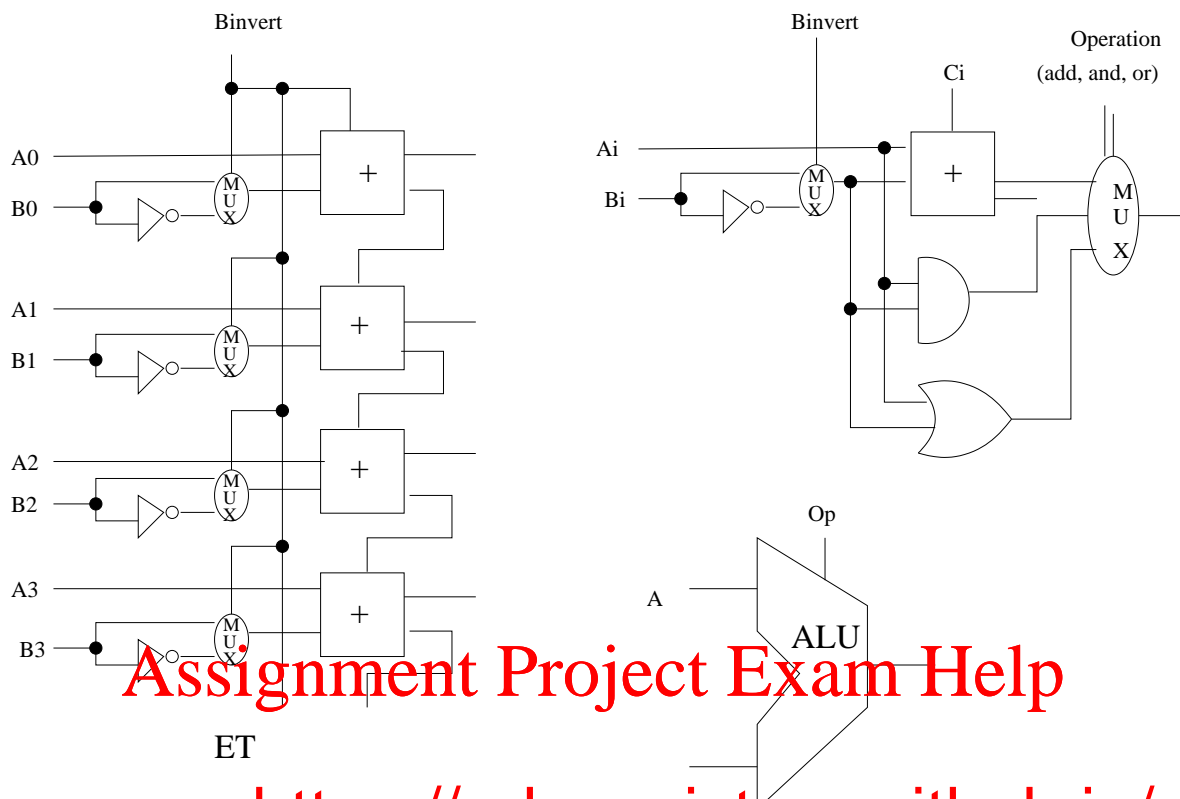 Binvert
A0
B0
M
U
X
+
A1
B1
M
U
X
+
A2
B2
M
U
X
+
A3
B3
M
U
X
+
ET
Binvert
Operation
(add, and, or)
Ci
Ai
Bi
M
U
X
+
M
U
X
Op
A
ALU
Assignment Project Exam Help